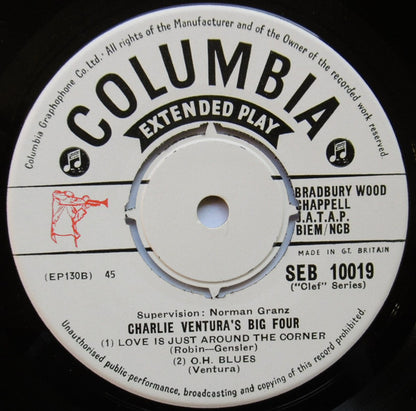 Columbia Graphophone Co. Ltd. · All rights of the Manufacturer and of the Owner of the recorded work reserved
COLUMBIA
EXTENDED PLAY
BRADBURY WOOD
CHAPPELL
J.A.T.A.P.
BIEM/NCB
MADE IN GT. BRITAIN
(EP130B) 45
SEB 10019
("Clef" Series)
Supervision: Norman Granz
CHARLIE VENTURA'S BIG FOUR
(1) LOVE IS JUST AROUND THE CORNER
(Robin—Gensler)
(2) O.H. BLUES
(Ventura)
Unauthorised public performance, broadcasting and copying of this record prohibited.